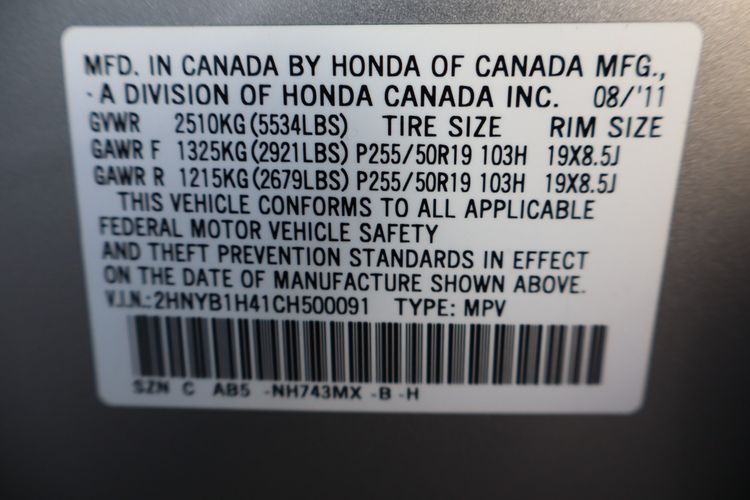 MFD. IN CANADA BY HONDA OF CANADA MFG.,
A DIVISION OF HONDA CANADA INC. 08/'11
GVWR 2510KG(5534LBS) TIRE SIZE RIM SIZE
GAWR F 1325KG(2921LBS) P255/50R19 103H 19X8.5J
GAWR R 1215KG(2679LBS) P255/50R19 103H 19X8.5J
THIS VEHICLE CONFORMS TO ALL APPLICABLE
FEDERAL MOTOR VEHICLE SAFETY
AND THEFT PREVENTION STANDARDS IN EFFECT
ON THE DATE OF MANUFACTURE SHOWN ABOVE.
V.I.N.:2HNYB1H41CH500091 TYPE: MPV
SZN C AB5 -NH743MX -B -H